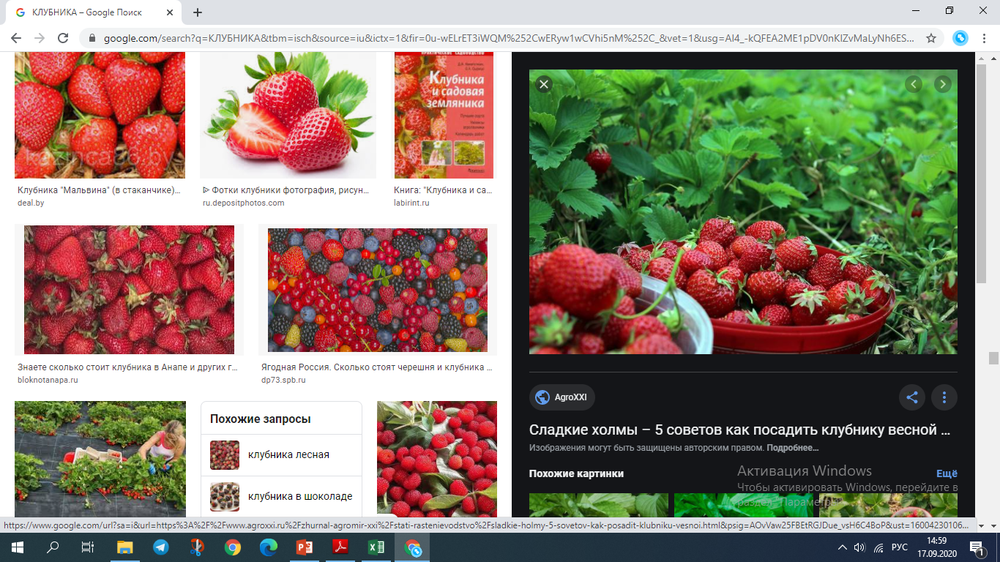 КЛУБНИКА – Google Поиск
google.com/search?q=КЛУБНИКА&tbm=isch&source=iu&ictx=1&fir=0u-wELrET3iWQM%252CwERyw1wCVhi5nM%252C_&vet=1&usg=AI4_-kQFEA2ME1pDV0nKIZvMaLyNh6ES...
kazincabo.by
Клубника
и садовая
земляника
Клубника "Мальвина" (в стаканчике)...
deal.by
ᐉ Фотки клубники фотография, рисун...
ru.depositphotos.com
Книга: "Клубника и са...
labirint.ru
Знаете сколько стоит клубника в Анапе и других г...
bloknotanapa.ru
Ягодная Россия. Сколько стоят черешня и клубника ...
dp73.spb.ru
Похожие запросы
клубника лесная
клубника в шоколаде
AgroXXI
Сладкие холмы – 5 советов как посадить клубнику весной ...
Изображения могут быть защищены авторским правом. Подробнее...
Похожие картинки
Ещё
Активация Windows
Чтобы активировать Windows, перейдите в
раздел "Параметры".
https://www.google.com/url?sa=i&url=https%3A%2F%2Fwww.agroxxi.ru%2Fzhurnal-agromir-xxi%2Fstati-rastenievodstvo%2Fsladkie-holmy-5-sovetov-kak-posadit-klubniku-vesnoi.html&psig=AOvVaw25FBEtRGJDue_vsH6C4BoP&ust=16004230106...
РУС
14:59
17.09.2020
1